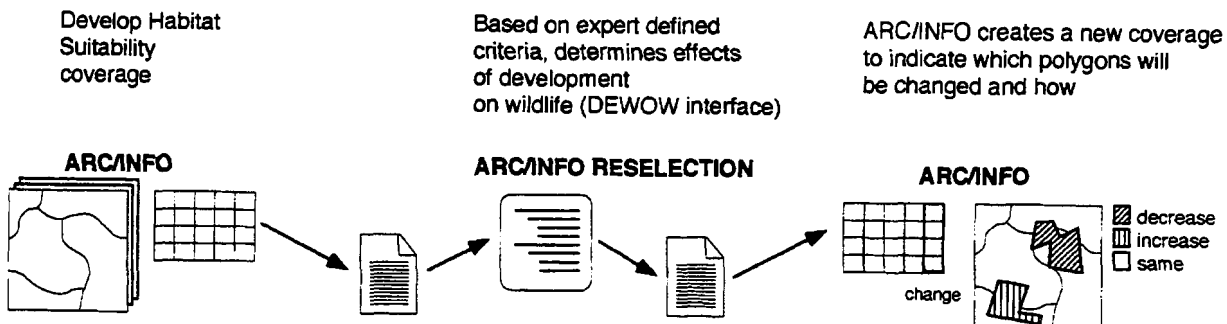 Develop Habitat
Suitability
coverage
Based on expert defined
criteria, determines effects
of development
on wildlife (DEWOW interface)
ARC/INFO creates a new coverage
to indicate which polygons will
be changed and how
ARC/INFO
ARC/INFO RESELECTION
ARC/INFO
decrease
increase
same
change